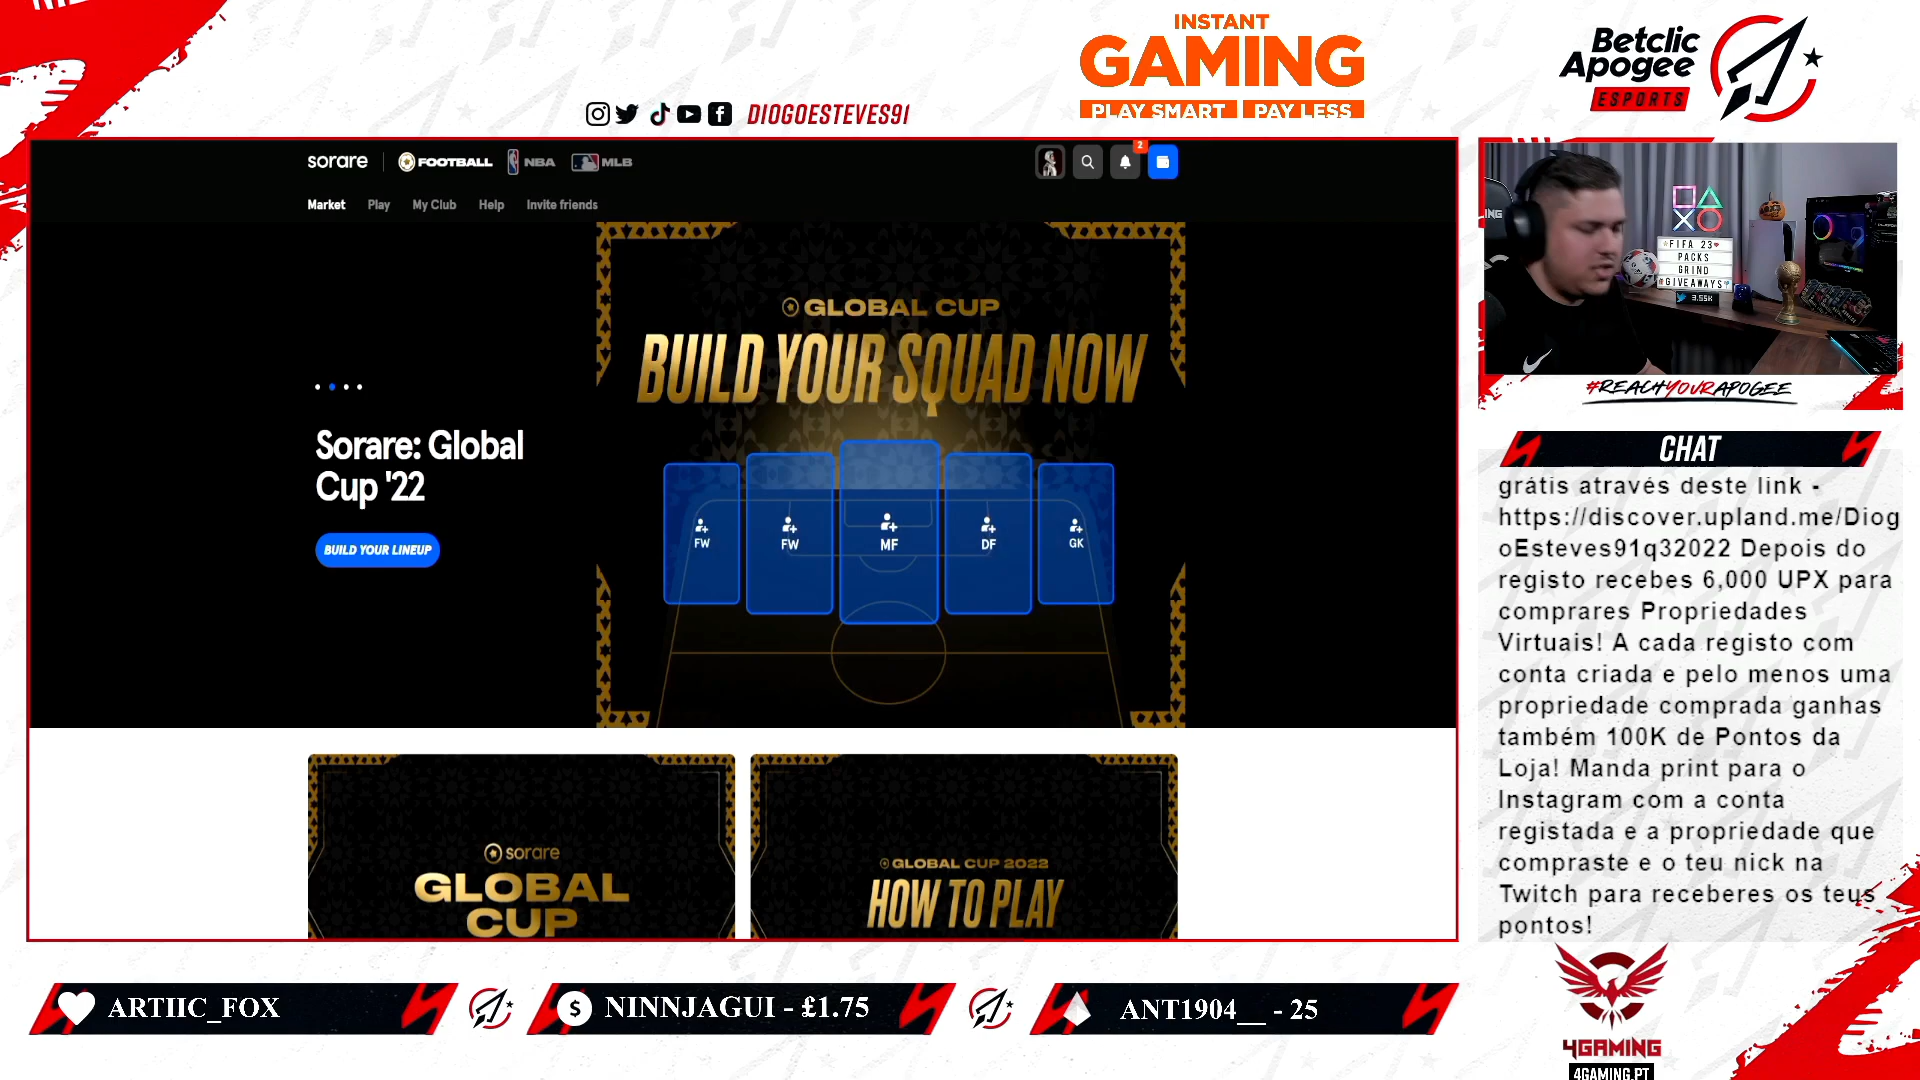 INSTANT
GAMING
PLAY SMART PAY LESS
Betclic
Apogee
ESPORTS
DIOGOESTEVES91
sorare FOOTBALL NBA MLB
2
Market Play My Club Help Invite friends
GLOBAL CUP
BUILD YOUR SQUAD NOW
Sorare: Global
Cup '22
BUILD YOUR LINEUP
FW FW MF DF GK
sorare
GLOBAL
CUP
GLOBAL CUP 2022
HOW TO PLAY
FIFA 23
PACKS
GRIND
GIVEAWAYS
3.55K
#REACHYOURAPOGEE
CHAT
grátis através deste link -
https://discover.upland.me/Diog
oEsteves91q32022 Depois do
registo recebes 6,000 UPX para
comprares Propriedades
Virtuais! A cada registo com
conta criada e pelo menos uma
propriedade comprada ganhas
também 100K de Pontos da
Loja! Manda print para o
Instagram com a conta
registada e a propriedade que
compraste e o teu nick na
Twitch para receberes os teus
pontos!
ARTIIC_FOX
NINNJAGUI - £1.75
ANT1904__ - 25
4GAMING
4GAMING.PT